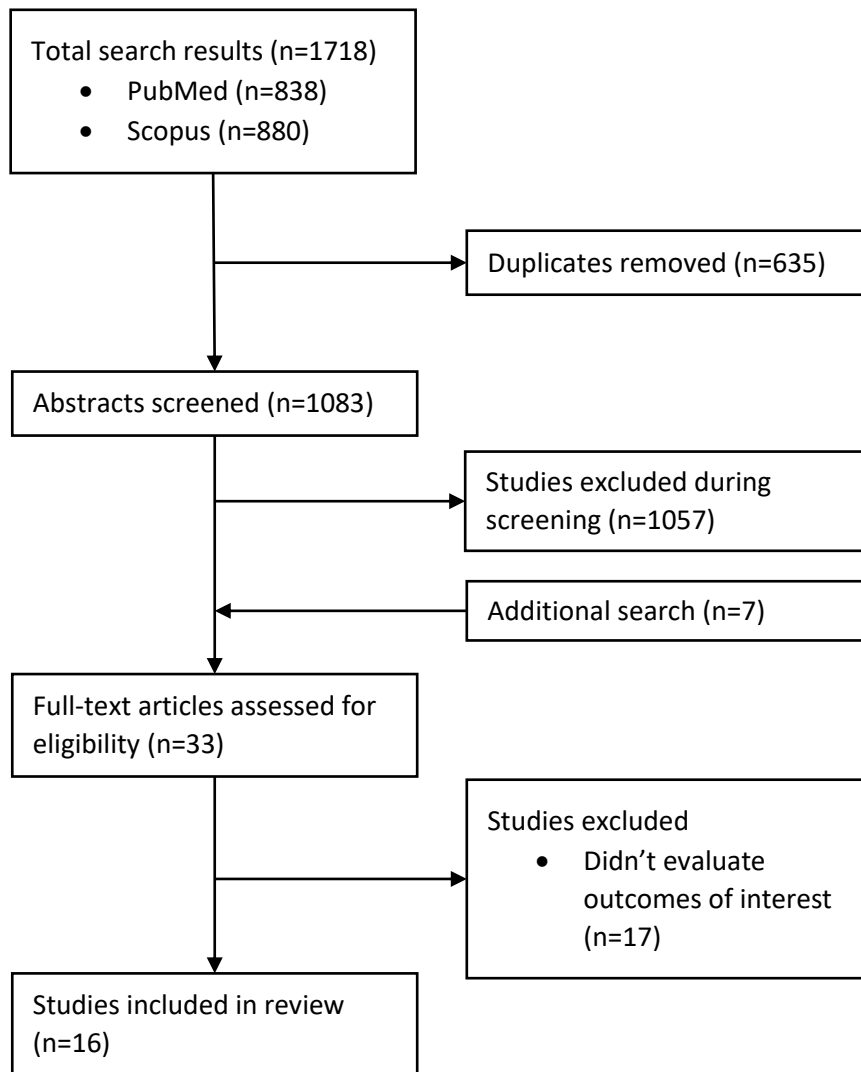 Total search results (n=1718)
• PubMed (n=838)
• Scopus (n=880)
Duplicates removed (n=635)
Abstracts screened (n=1083)
Studies excluded during
screening (n=1057)
Additional search (n=7)
Full-text articles assessed for
eligibility (n=33)
Studies excluded
• Didn’t evaluate
outcomes of interest
(n=17)
Studies included in review
(n=16)